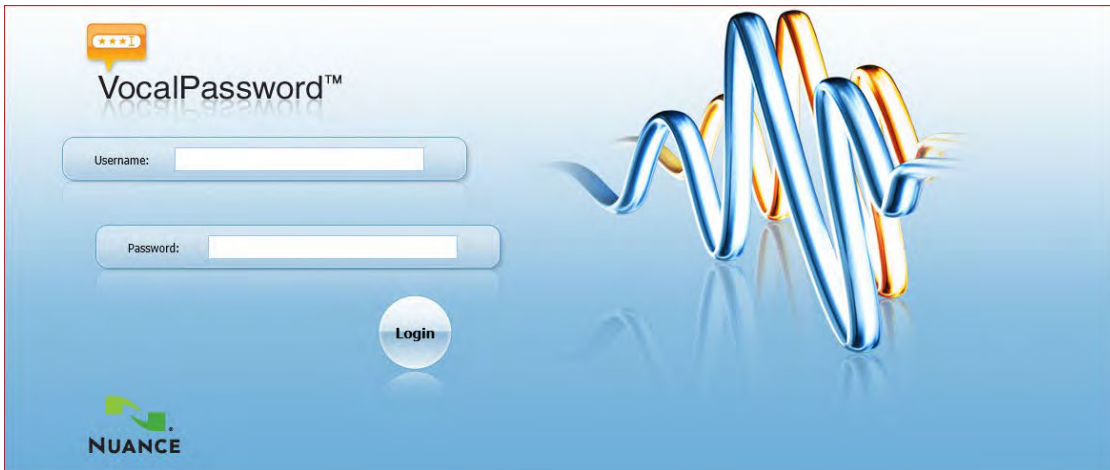 ***I
VocalPassword™
Username:
Password:
Login
NUANCE